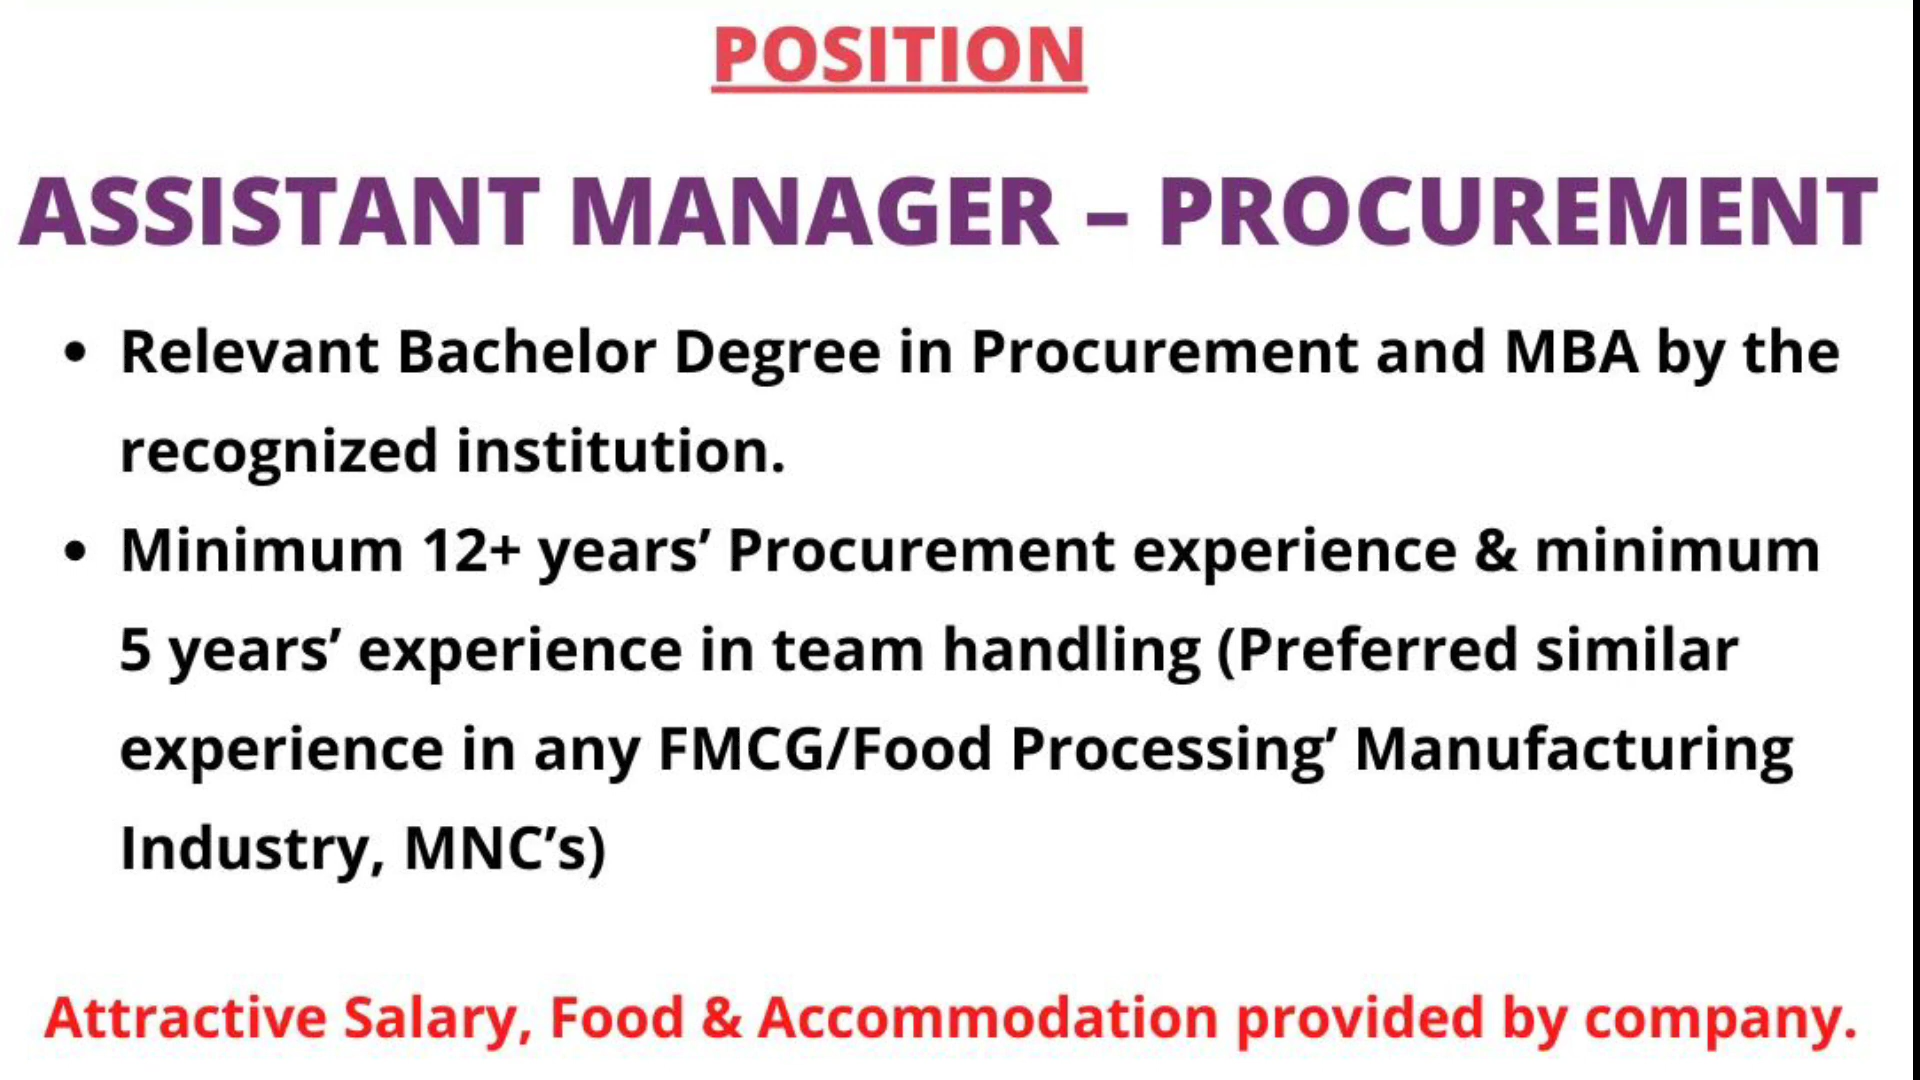 POSITION
ASSISTANT MANAGER – PROCUREMENT
• Relevant Bachelor Degree in Procurement and MBA by the
recognized institution.
• Minimum 12+ years’ Procurement experience & minimum
5 years’ experience in team handling (Preferred similar
experience in any FMCG/Food Processing’ Manufacturing
Industry, MNC’s)
Attractive Salary, Food & Accommodation provided by company.